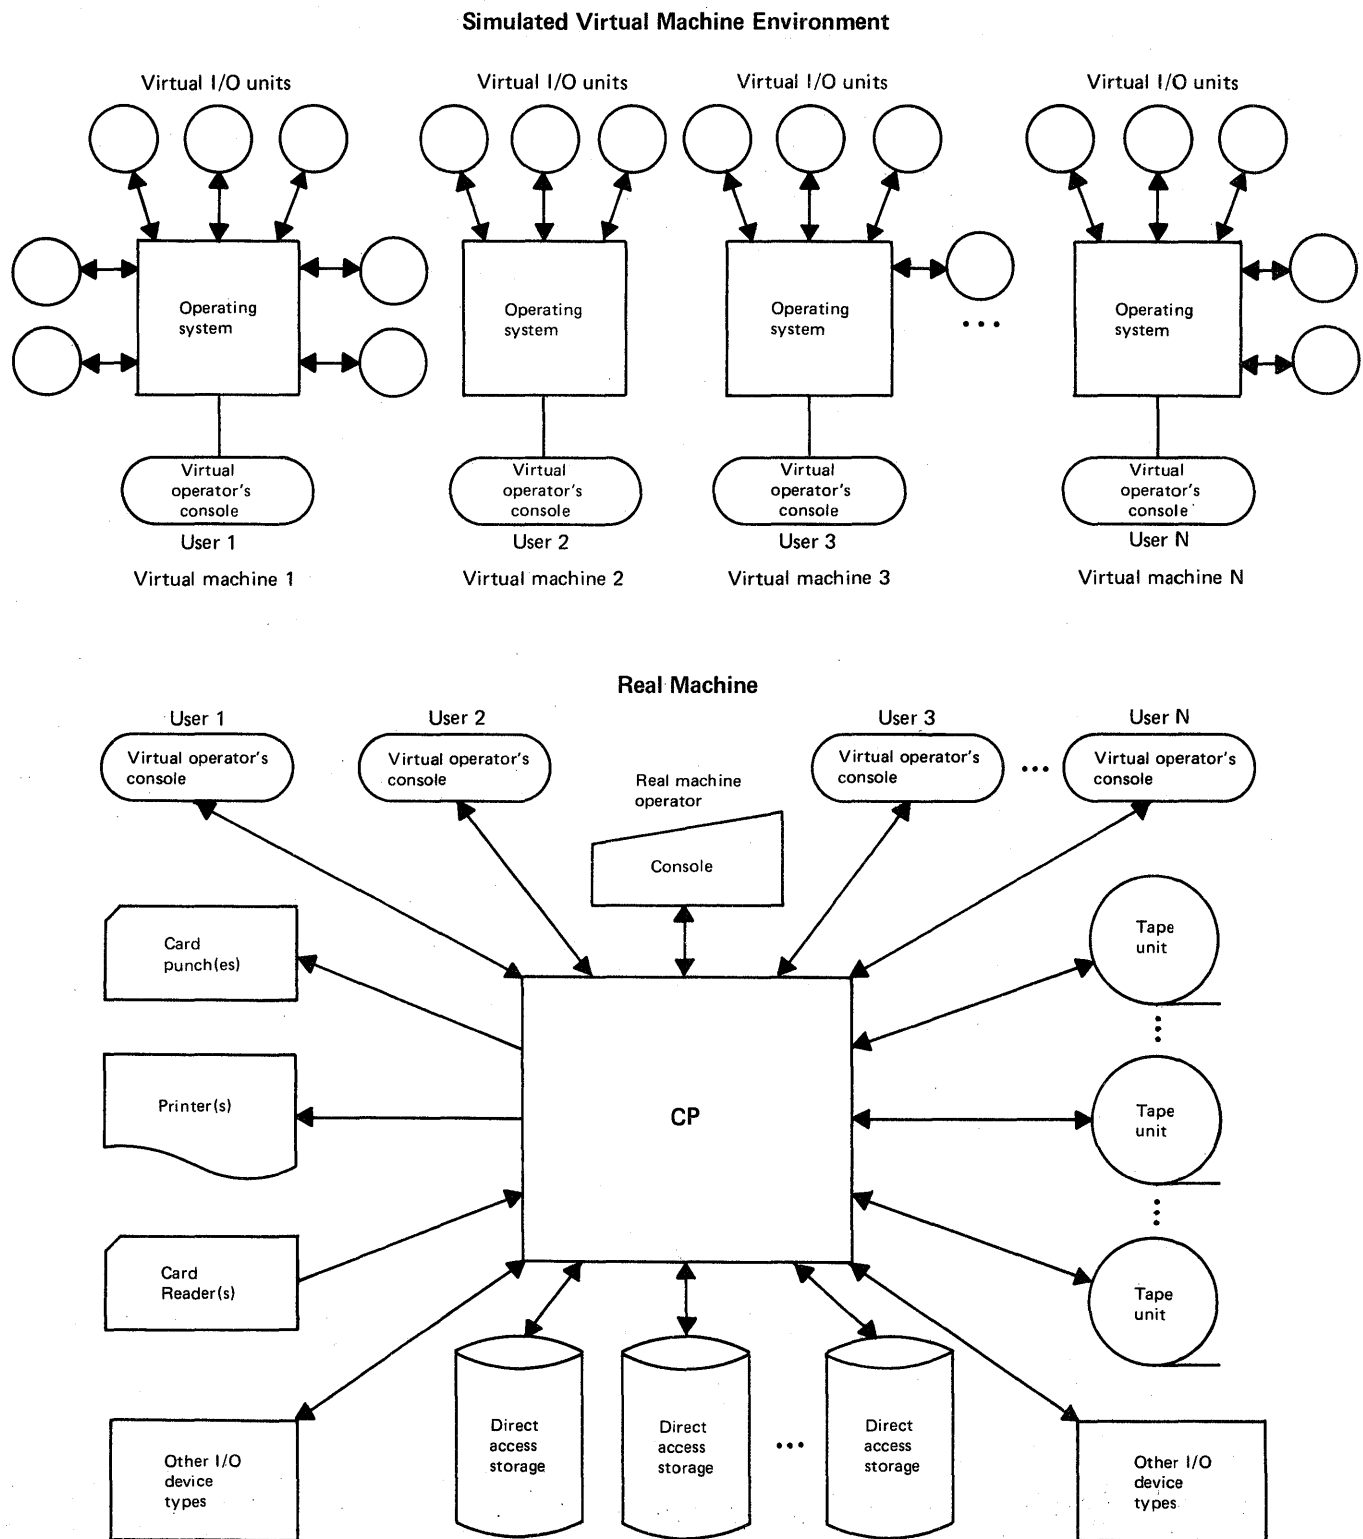 Simulated Virtual Machine Environment
Virtual I/O units
Virtual I/O units
Virtual I/O units
Virtual I/O units
Operating
system
Operating
system
Operating
system
...
Operating
system
Virtual
operator's
console
Virtual
operator's
console
Virtual
operator's
console
Virtual
operator's
console
User 1
User 2
User 3
User N
Virtual machine 1
Virtual machine 2
Virtual machine 3
Virtual machine N
Real Machine
User 1
User 2
User 3
User N
Virtual operator's
console
Virtual operator's
console
Real machine
operator
Virtual operator's
console
...
Virtual operator's
console
Console
Card
punch(es)
Tape
unit
Printer(s)
CP
Tape
unit
Card
Reader(s)
Tape
unit
Other I/O
device
types
Direct
access
storage
Direct
access
storage
...
Direct
access
storage
Other I/O
device
types